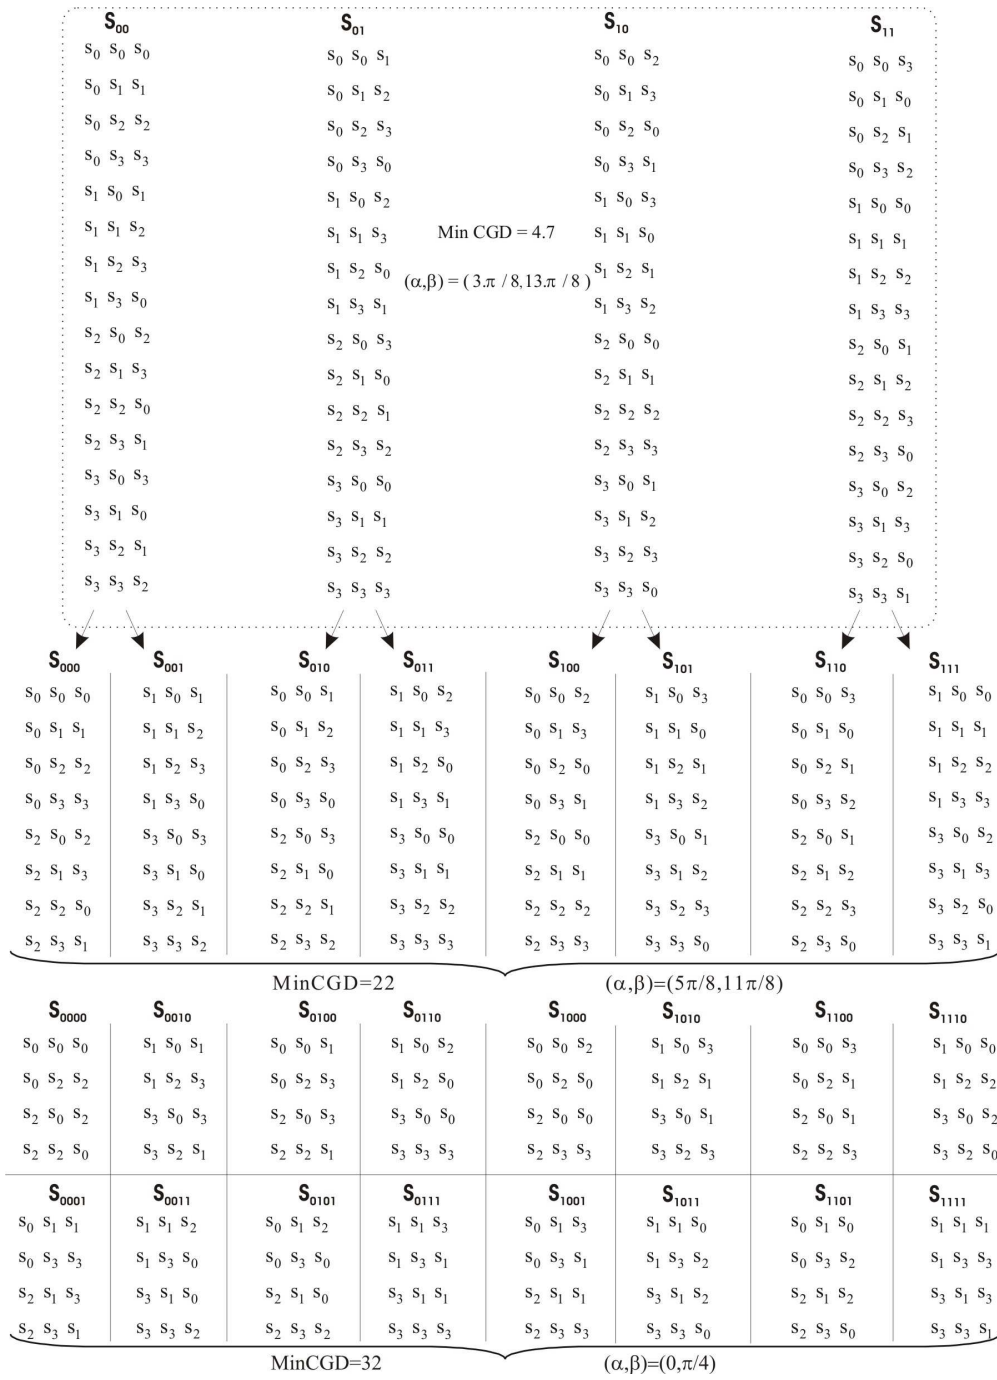 S₀₀ S₀₁ S₁₀ S₁₁
s₀ s₀ s₀ s₀ s₀ s₁ s₀ s₀ s₂ s₀ s₀ s₃
s₀ s₁ s₁ s₀ s₁ s₂ s₀ s₁ s₃ s₀ s₁ s₀
s₀ s₂ s₂ s₀ s₂ s₃ s₀ s₂ s₀ s₀ s₂ s₁
s₀ s₃ s₃ s₀ s₃ s₀ s₀ s₃ s₁ s₀ s₃ s₂
s₁ s₀ s₁ s₁ s₀ s₂ s₁ s₀ s₃ s₁ s₀ s₀
s₁ s₁ s₂ s₁ s₁ s₃ Min CGD = 4.7 s₁ s₁ s₀ s₁ s₁ s₁
s₁ s₂ s₃ s₁ s₂ s₀ (α,β) = ( 3.π / 8,13.π / 8 ) s₁ s₂ s₁ s₁ s₂ s₂
s₁ s₃ s₀ s₁ s₃ s₁ s₁ s₃ s₂ s₁ s₃ s₃
s₂ s₀ s₂ s₂ s₀ s₃ s₂ s₀ s₀ s₂ s₀ s₁
s₂ s₁ s₃ s₂ s₁ s₀ s₂ s₁ s₁ s₂ s₁ s₂
s₂ s₂ s₀ s₂ s₂ s₁ s₂ s₂ s₂ s₂ s₂ s₃
s₂ s₃ s₁ s₂ s₃ s₂ s₂ s₃ s₃ s₂ s₃ s₀
s₃ s₀ s₃ s₃ s₀ s₀ s₃ s₀ s₁ s₃ s₀ s₂
s₃ s₁ s₀ s₃ s₁ s₁ s₃ s₁ s₂ s₃ s₁ s₃
s₃ s₂ s₁ s₃ s₂ s₂ s₃ s₂ s₃ s₃ s₂ s₀
s₃ s₃ s₂ s₃ s₃ s₃ s₃ s₃ s₀ s₃ s₃ s₁
S₀₀₀ S₀₀₁ S₀₁₀ S₀₁₁ S₁₀₀ S₁₀₁ S₁₁₀ S₁₁₁
s₀ s₀ s₀ s₁ s₀ s₁ s₀ s₀ s₁ s₁ s₀ s₂ s₀ s₀ s₂ s₁ s₀ s₃ s₀ s₀ s₃ s₁ s₀ s₀
s₀ s₁ s₁ s₁ s₁ s₂ s₀ s₁ s₂ s₁ s₁ s₃ s₀ s₁ s₃ s₁ s₁ s₀ s₀ s₁ s₀ s₁ s₁ s₁
s₀ s₂ s₂ s₁ s₂ s₃ s₀ s₂ s₃ s₁ s₂ s₀ s₀ s₂ s₀ s₁ s₂ s₁ s₀ s₂ s₁ s₁ s₂ s₂
s₀ s₃ s₃ s₁ s₃ s₀ s₀ s₃ s₀ s₁ s₃ s₁ s₀ s₃ s₁ s₁ s₃ s₂ s₀ s₃ s₂ s₁ s₃ s₃
s₂ s₀ s₂ s₃ s₀ s₃ s₂ s₀ s₃ s₃ s₀ s₀ s₂ s₀ s₀ s₃ s₀ s₁ s₂ s₀ s₁ s₃ s₀ s₂
s₂ s₁ s₃ s₃ s₁ s₀ s₂ s₁ s₀ s₃ s₁ s₁ s₂ s₁ s₁ s₃ s₁ s₂ s₂ s₁ s₂ s₃ s₁ s₃
s₂ s₂ s₀ s₃ s₂ s₁ s₂ s₂ s₁ s₃ s₂ s₂ s₂ s₂ s₂ s₃ s₂ s₃ s₂ s₂ s₃ s₃ s₂ s₀
s₂ s₃ s₁ s₃ s₃ s₂ s₂ s₃ s₂ s₃ s₃ s₃ s₂ s₃ s₃ s₃ s₃ s₀ s₂ s₃ s₀ s₃ s₃ s₁
MinCGD=22 (α,β)=(5π/8,11π/8)
S₀₀₀₀ S₀₀₁₀ S₀₁₀₀ S₀₁₁₀ S₁₀₀₀ S₁₀₁₀ S₁₁₀₀ S₁₁₁₀
s₀ s₀ s₀ s₁ s₀ s₁ s₀ s₀ s₁ s₁ s₀ s₂ s₀ s₀ s₂ s₁ s₀ s₃ s₀ s₀ s₃ s₁ s₀ s₀
s₀ s₂ s₂ s₁ s₂ s₃ s₀ s₂ s₃ s₁ s₂ s₀ s₀ s₂ s₀ s₁ s₂ s₁ s₀ s₂ s₁ s₁ s₂ s₂
s₂ s₀ s₂ s₃ s₀ s₃ s₂ s₀ s₃ s₃ s₀ s₀ s₂ s₀ s₀ s₃ s₀ s₁ s₂ s₀ s₁ s₃ s₀ s₂
s₂ s₂ s₀ s₃ s₂ s₁ s₂ s₂ s₁ s₃ s₃ s₃ s₂ s₃ s₃ s₃ s₂ s₃ s₂ s₂ s₃ s₃ s₂ s₀
S₀₀₀₁ S₀₀₁₁ S₀₁₀₁ S₀₁₁₁ S₁₀₀₁ S₁₀₁₁ S₁₁₀₁ S₁₁₁₁
s₀ s₁ s₁ s₁ s₁ s₂ s₀ s₁ s₂ s₁ s₁ s₃ s₀ s₁ s₃ s₁ s₁ s₀ s₀ s₁ s₀ s₁ s₁ s₁
s₀ s₃ s₃ s₁ s₃ s₀ s₀ s₃ s₀ s₁ s₃ s₁ s₀ s₃ s₁ s₁ s₃ s₂ s₀ s₃ s₂ s₁ s₃ s₃
s₂ s₁ s₃ s₃ s₁ s₀ s₂ s₁ s₀ s₃ s₁ s₁ s₂ s₁ s₁ s₃ s₁ s₂ s₂ s₁ s₂ s₃ s₁ s₃
s₂ s₃ s₁ s₃ s₃ s₂ s₂ s₃ s₂ s₃ s₃ s₃ s₂ s₃ s₃ s₃ s₃ s₀ s₂ s₃ s₀ s₃ s₃ s₁
MinCGD=32 (α,β)=(0,π/4)